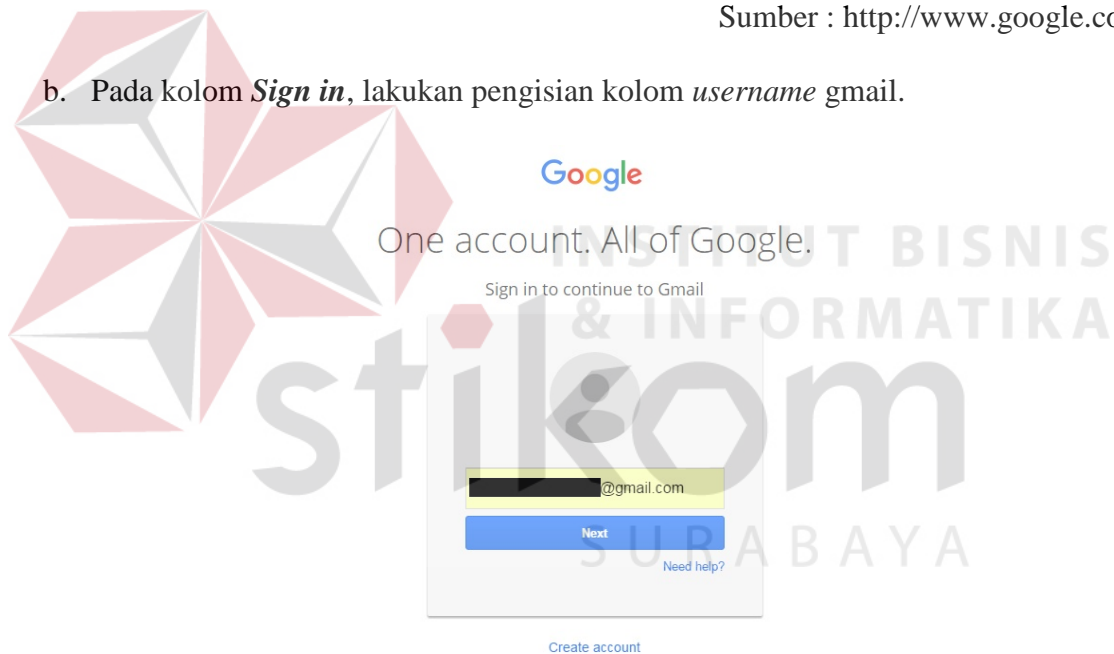 Sumber : http://www.google.co
b. Pada kolom Sign in, lakukan pengisian kolom username gmail.
Google
One account. All of Google.
Sign in to continue to Gmail
@gmail.com
Next
Need help?
Create account
INSTITUT BISNIS
& INFORMATIKA
stikom
SURABAYA